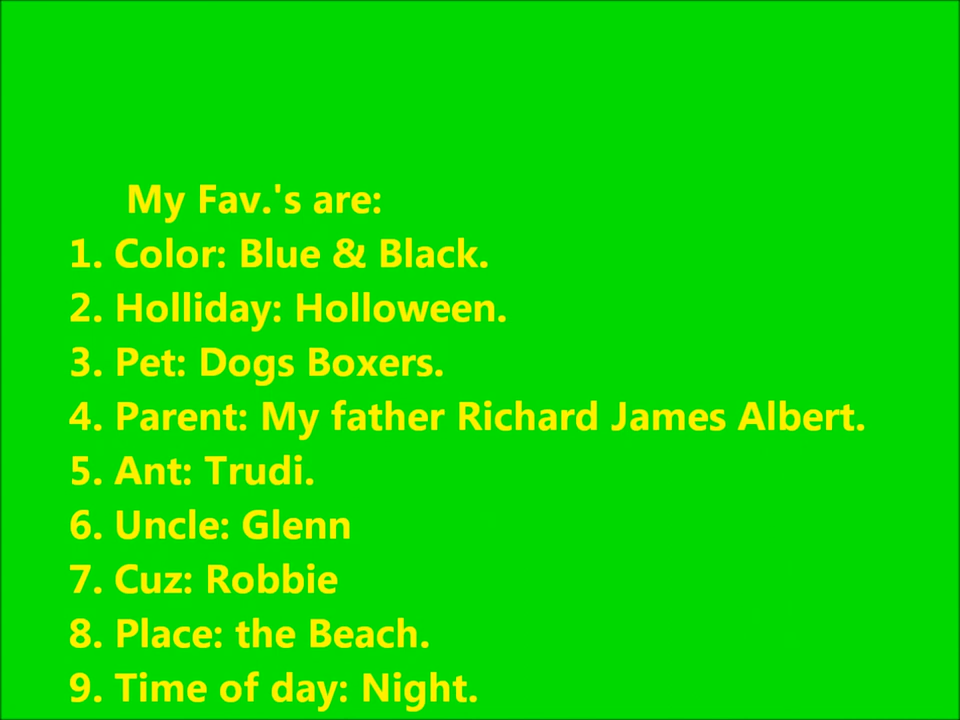 My Fav.'s are:
1. Color: Blue & Black.
2. Holliday: Holloween.
3. Pet: Dogs Boxers.
4. Parent: My father Richard James Albert.
5. Ant: Trudi.
6. Uncle: Glenn
7. Cuz: Robbie
8. Place: the Beach.
9. Time of day: Night.